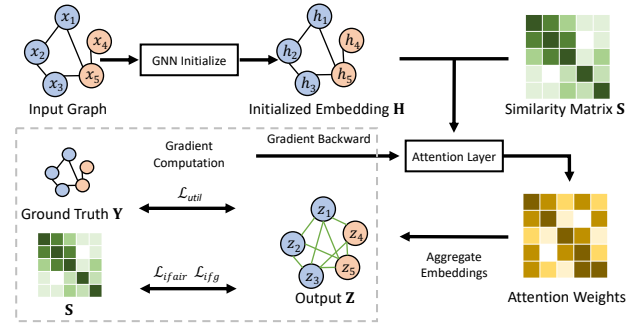 x1
x2
x3
x4
x5
Input Graph
GNN Initialize
h1
h2
h3
h4
h5
Initialized Embedding H
Similarity Matrix S
Gradient
Computation
Gradient Backward
Attention Layer
Ground Truth Y
ℒutil
S
ℒifair ℒifg
z1
z2
z3
z4
z5
Output Z
Aggregate
Embeddings
Attention Weights